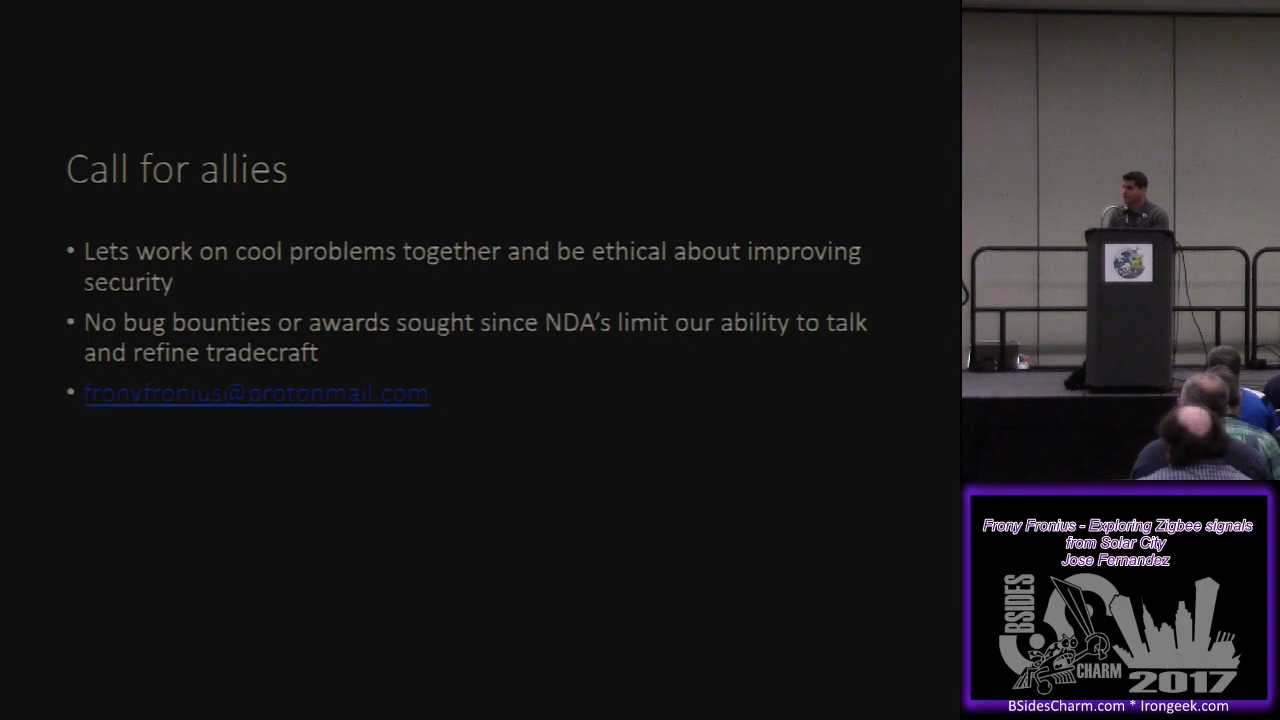 Call for allies
• Lets work on cool problems together and be ethical about improving
security
• No bug bounties or awards sought since NDA's limit our ability to talk
and refine tradecraft
• fronyfronius@protonmail.com
Frony Fronius - Exploring Zigbee signals
from Solar City
Jose Fernandez
BSIDES
CHARM
2017
BSidesCharm.com * Irongeek.com